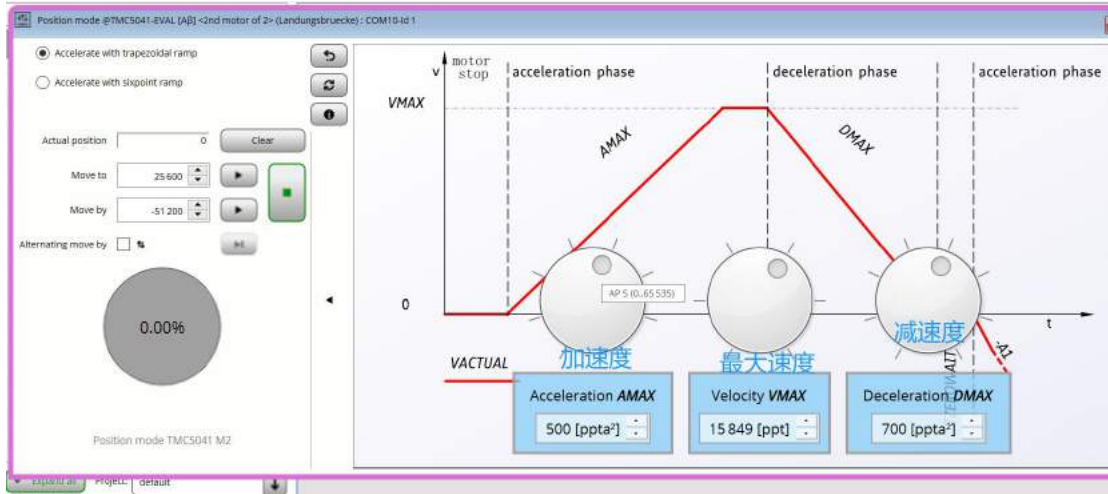 Position mode @TMC5041-EVAL [Aβ] <2nd motor of 2> (Landungsbruecke) : COM10-Id 1
Accelerate with trapezoidal ramp
Accelerate with sixpoint ramp
Actual position 0 Clear
Move to 25 600
Move by -51 200
Alternating move by
0.00%
Position mode TMC5041 M2
v
motor stop
acceleration phase
deceleration phase
acceleration phase
VMAX
AMAX
DMAX
AP 5 (0..65 535)
0
t
-A1
VACTUAL
加速度
最大速度
减速度
Acceleration AMAX
500 [ppta²]
Velocity VMAX
15 849 [ppt]
Deceleration DMAX
700 [ppta²]
Expand all
Project:
default